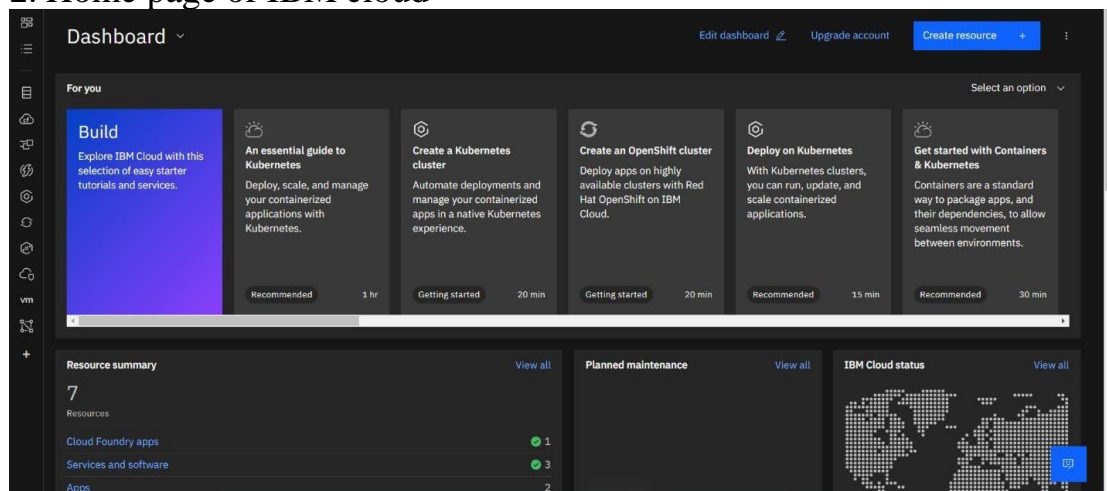 2. Home page of IBM cloud
Dashboard
Edit dashboard
Upgrade account
Create resource +
For you
Select an option
Build
Explore IBM Cloud with this
selection of easy starter
tutorials and services.
An essential guide to
Kubernetes
Deploy, scale, and manage
your containerized
applications with
Kubernetes.
Recommended 1 hr
Create a Kubernetes
cluster
Automate deployments and
manage your containerized
apps in a native Kubernetes
experience.
Getting started 20 min
Create an OpenShift cluster
Deploy apps on highly
available clusters with Red
Hat OpenShift on IBM
Cloud.
Getting started 20 min
Deploy on Kubernetes
With Kubernetes clusters,
you can run, update, and
scale containerized
applications.
Recommended 15 min
Get started with Containers
& Kubernetes
Containers are a standard
way to package apps, and
their dependencies, to allow
seamless movement
between environments.
Recommended 30 min
vm
+
Resource summary View all
7
Resources
Cloud Foundry apps 1
Services and software 3
Apps 2
Planned maintenance View all
IBM Cloud status View all